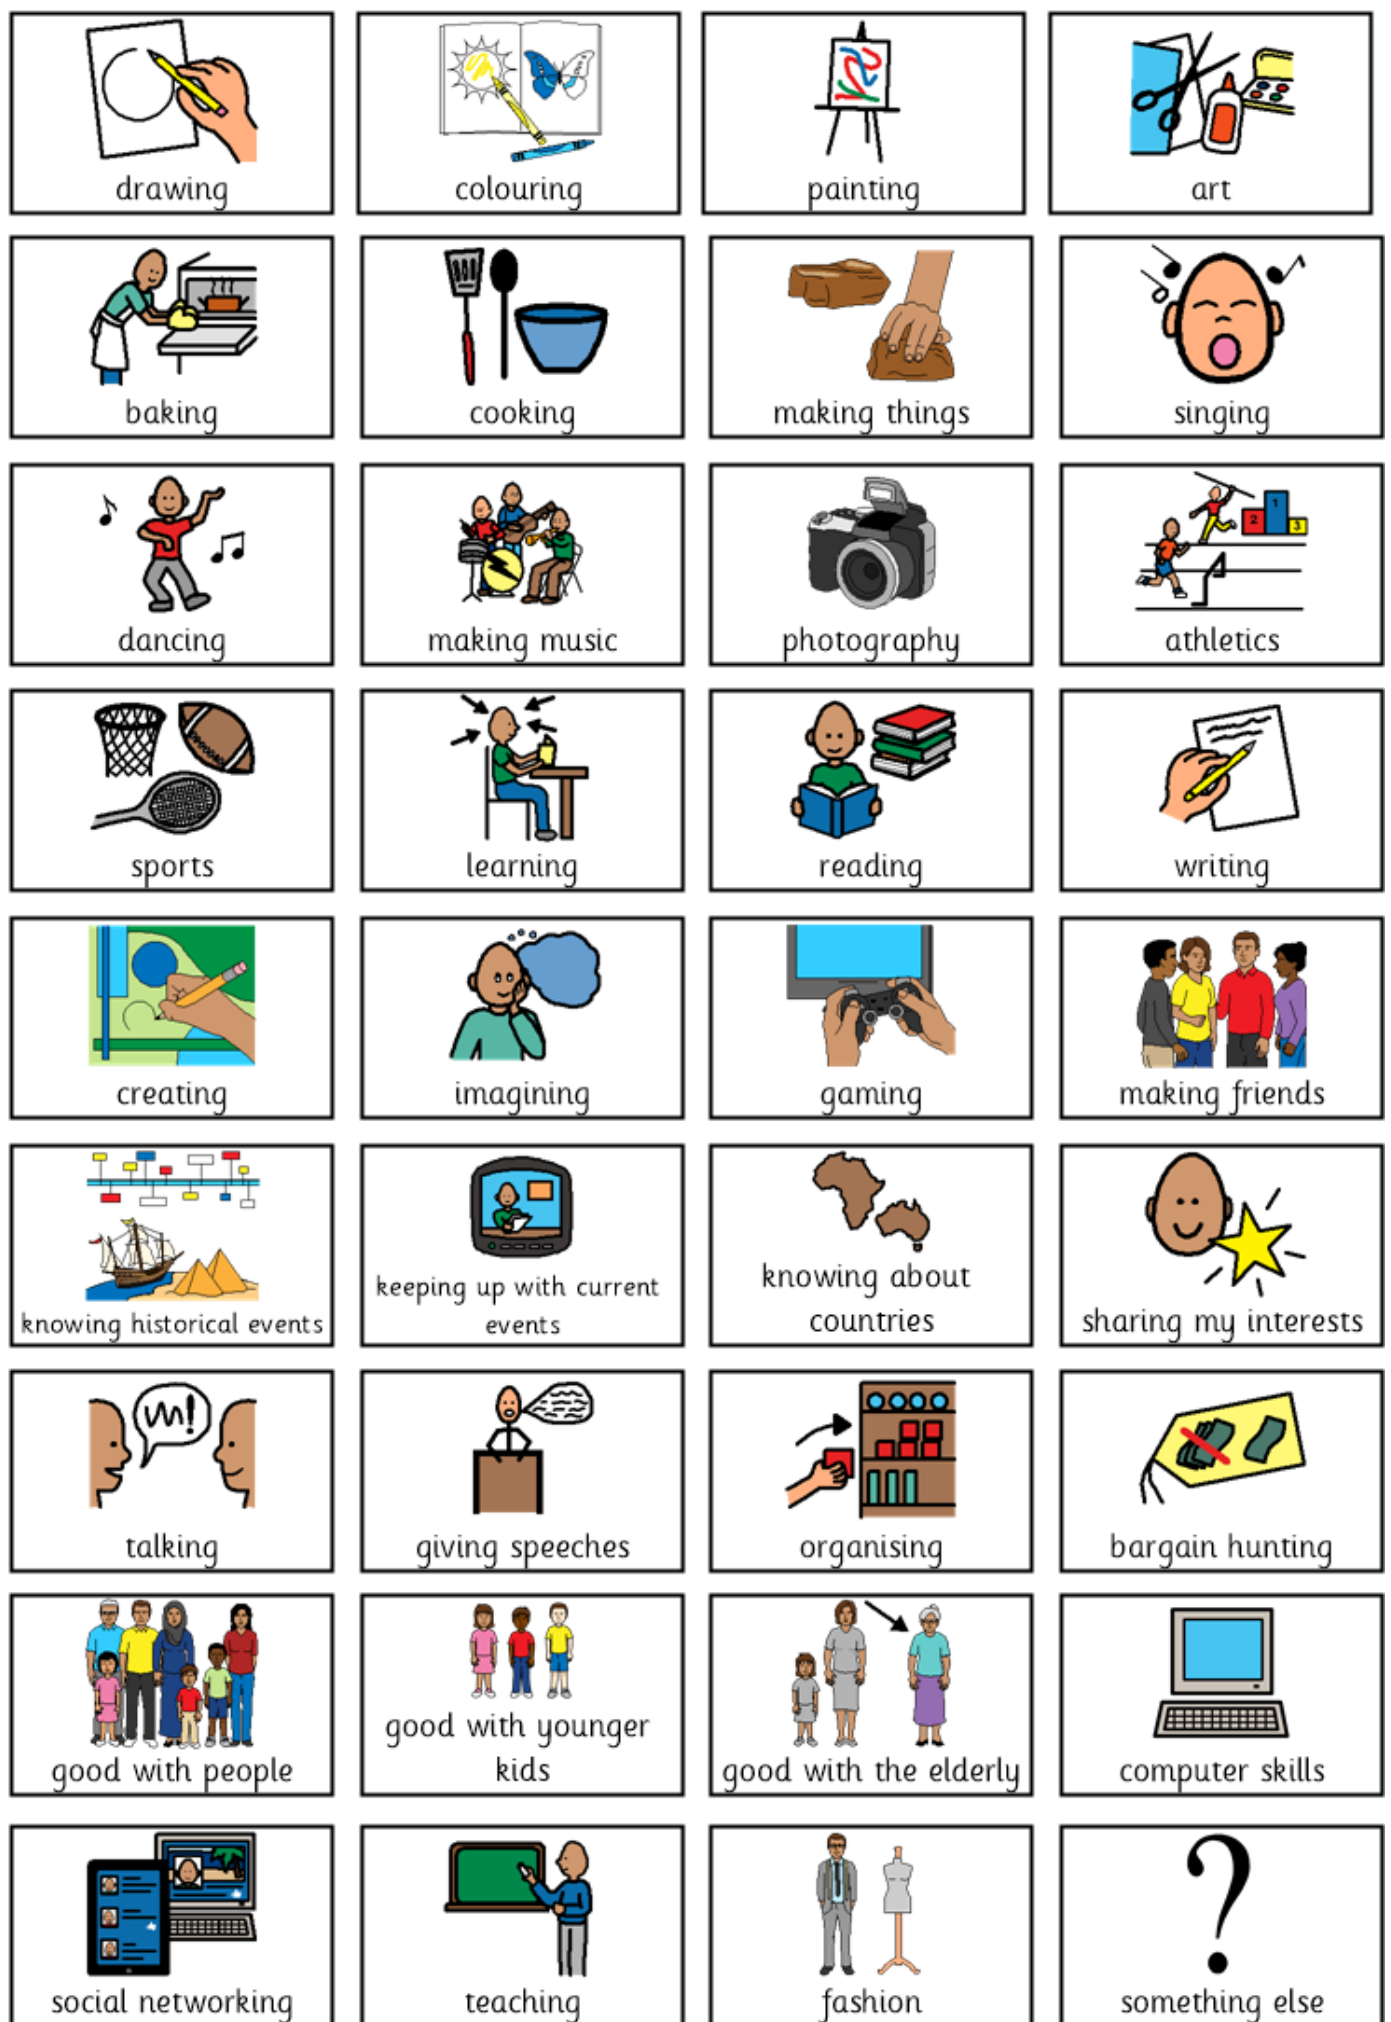 drawing
colouring
painting
art
baking
cooking
making things
singing
dancing
making music
photography
2
1
3
athletics
sports
learning
reading
writing
creating
imagining
gaming
making friends
knowing historical events
keeping up with current
events
knowing about
countries
sharing my interests
talking
giving speeches
organising
bargain hunting
good with people
good with younger
kids
good with the elderly
computer skills
social networking
teaching
fashion
?
something else